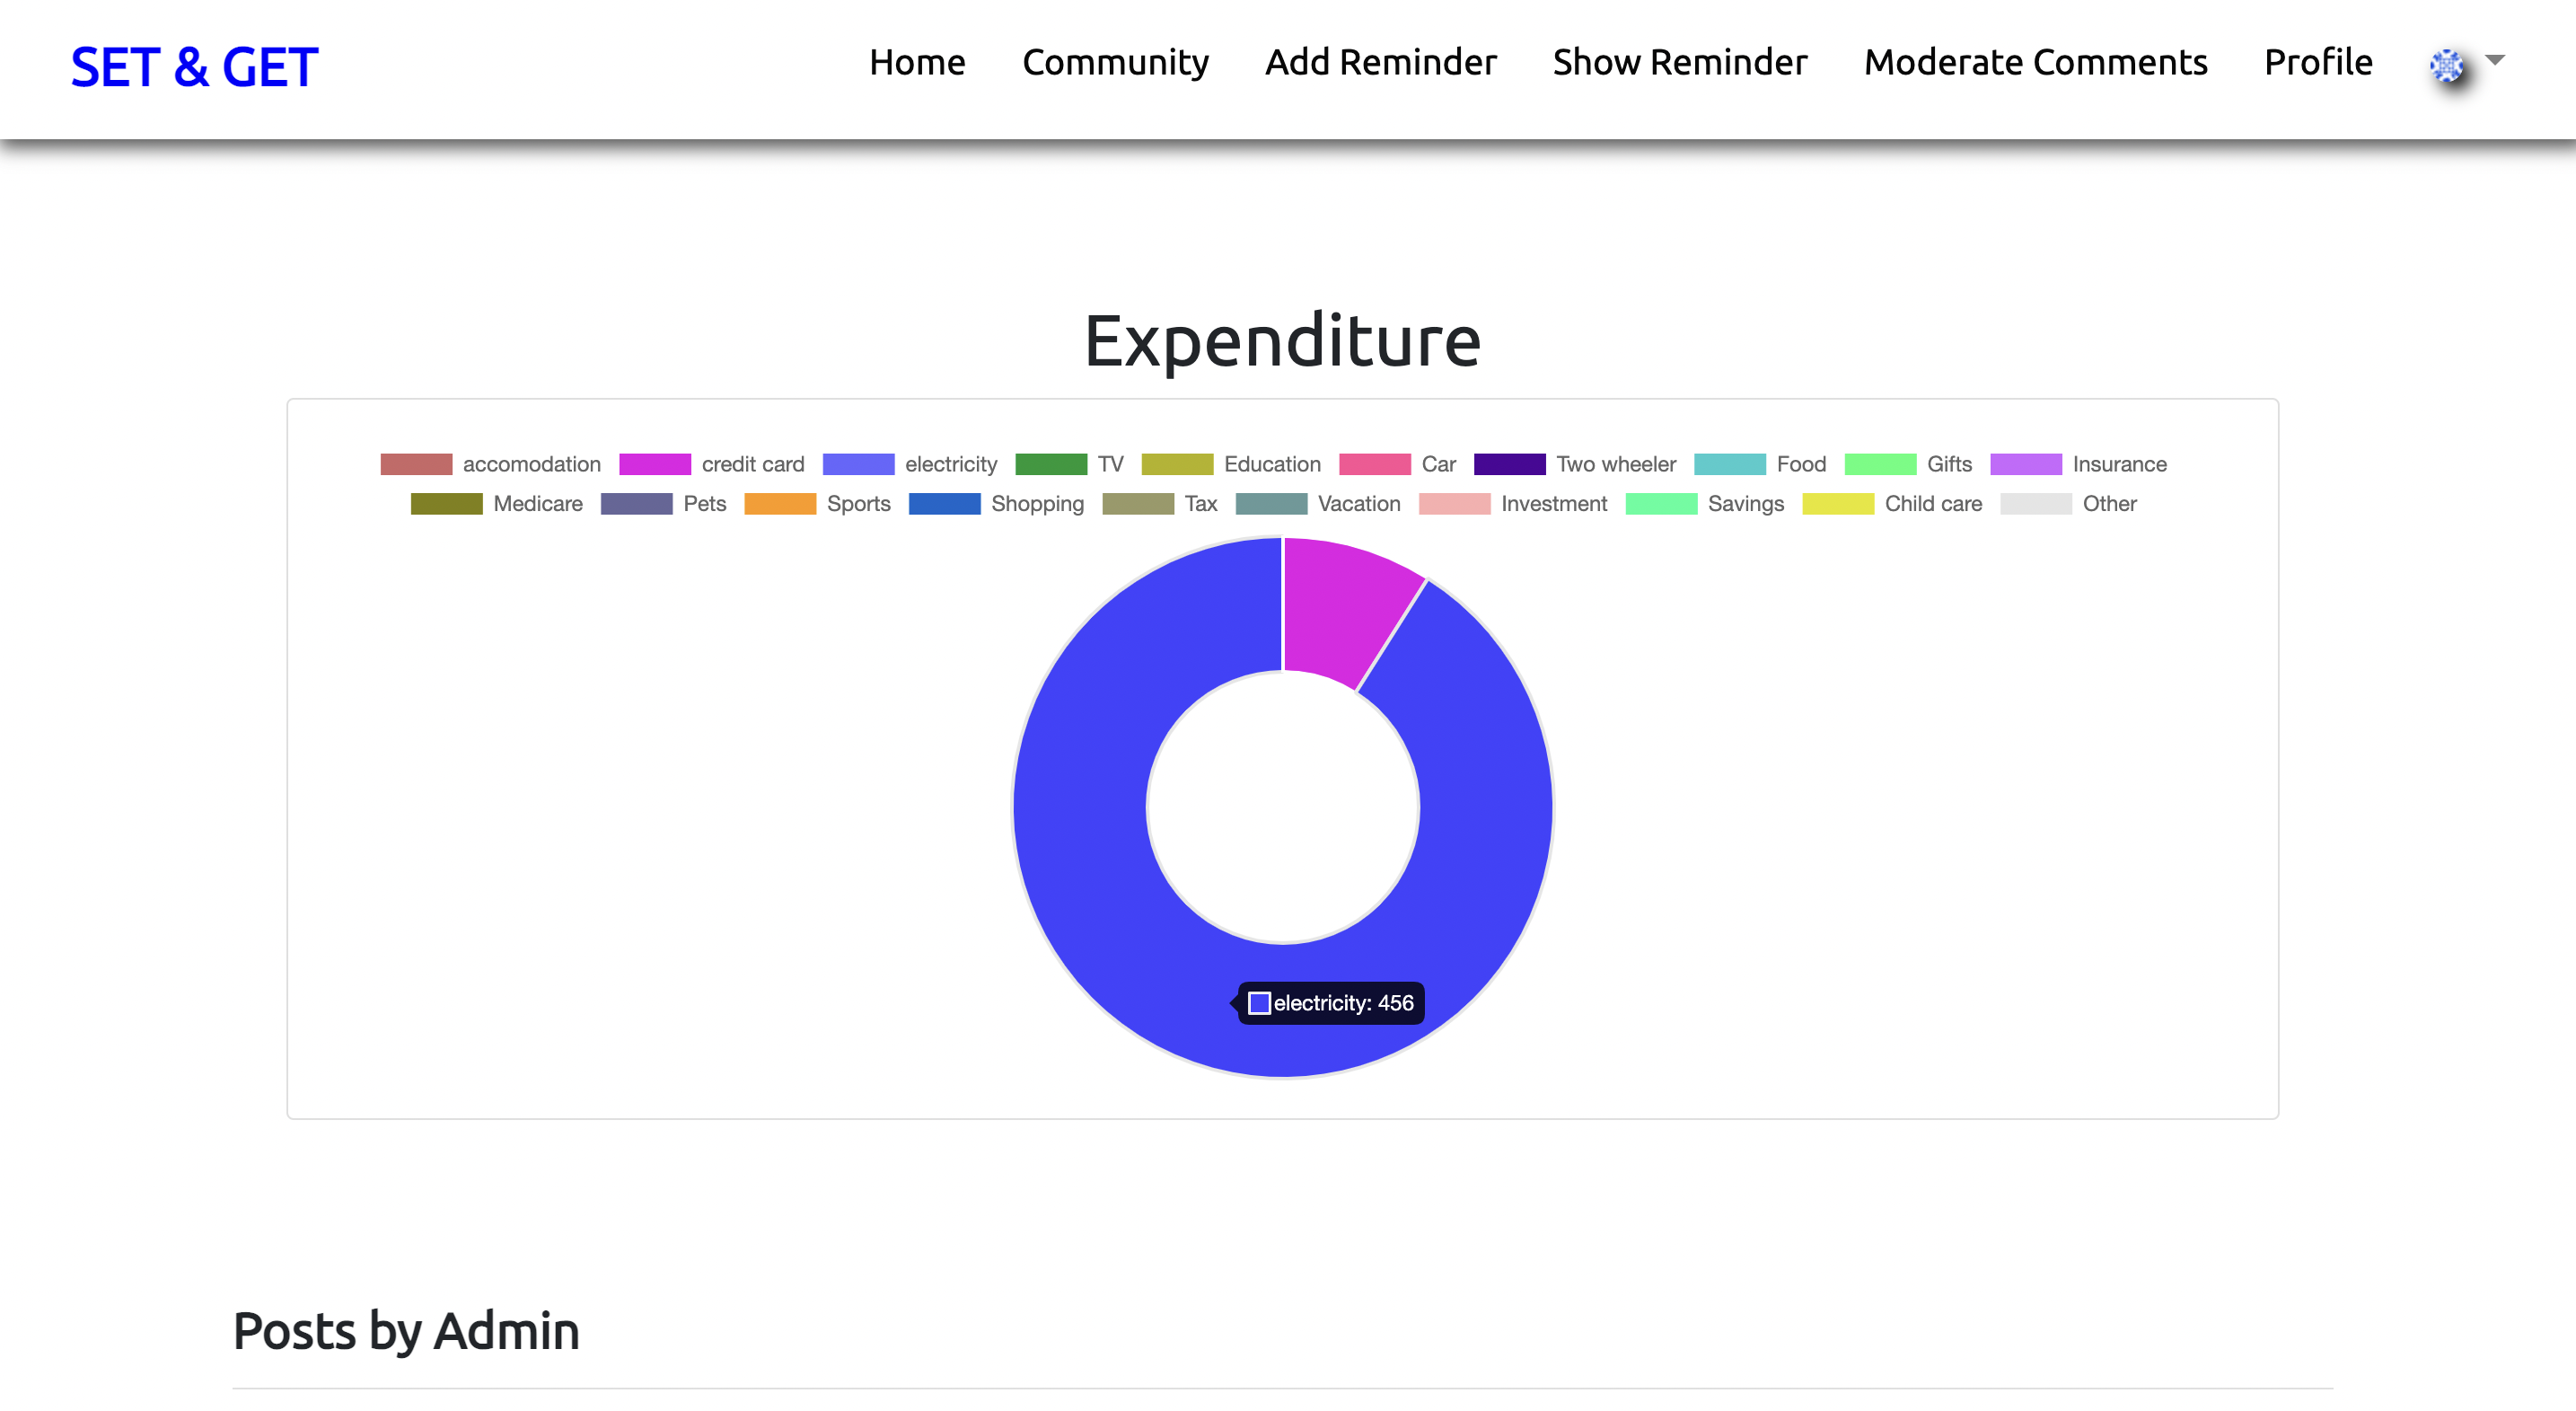 SET & GET Home Community Add Reminder Show Reminder Moderate Comments Profile
Expenditure
accomodation credit card electricity TV Education Car Two wheeler Food Gifts Insurance
Medicare Pets Sports Shopping Tax Vacation Investment Savings Child care Other
electricity: 456
Posts by Admin